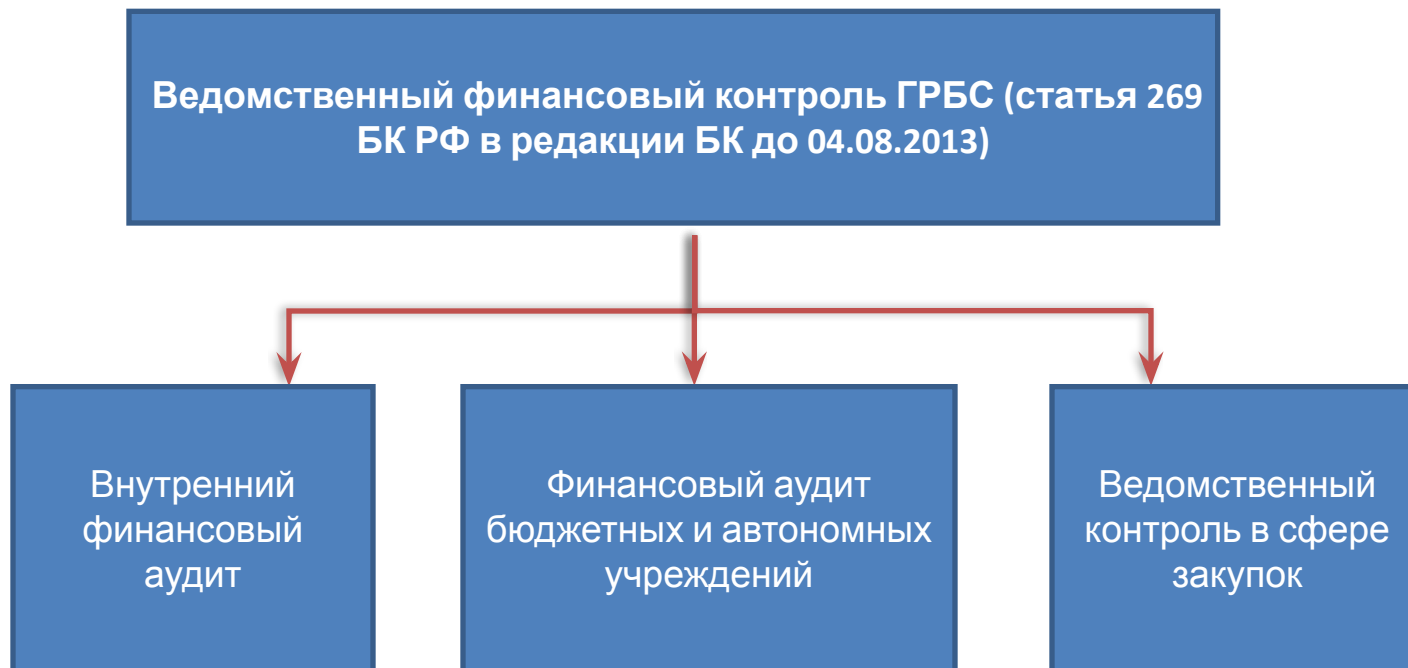 Ведомственный финансовый контроль ГРБС (статья 269
БК РФ в редакции БК до 04.08.2013)
Внутренний
финансовый
аудит
Финансовый аудит
бюджетных и автономных
учреждений
Ведомственный
контроль в сфере
закупок